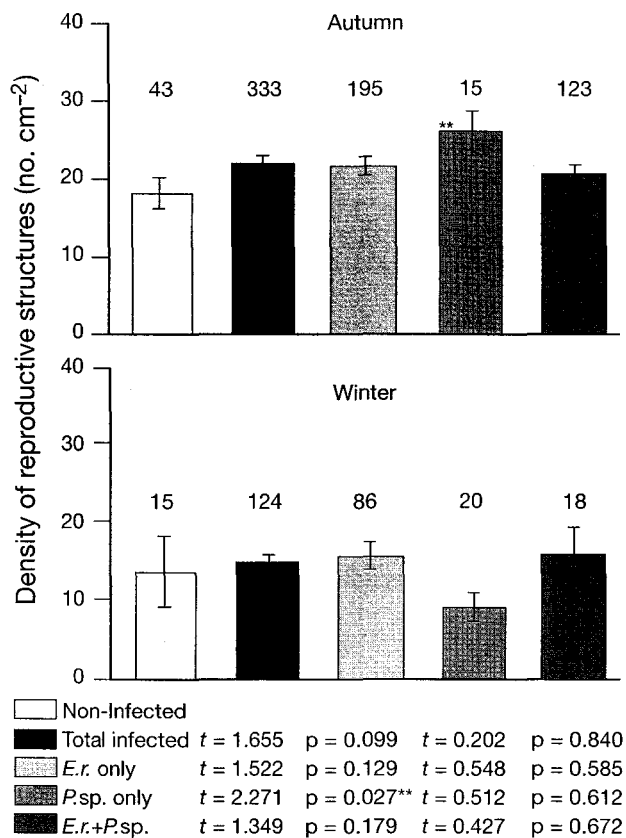 Density of reproductive structures (no. cm⁻²)
Autumn
40
30
20
10
0
43 333 195 15 123
**
Winter
40
30
20
10
0
15 124 86 20 18
Non-Infected
Total infected t = 1.655 p = 0.099 t = 0.202 p = 0.840
E.r. only t = 1.522 p = 0.129 t = 0.548 p = 0.585
P.sp. only t = 2.271 p = 0.027** t = 0.512 p = 0.612
E.r.+P.sp. t = 1.349 p = 0.179 t = 0.427 p = 0.672